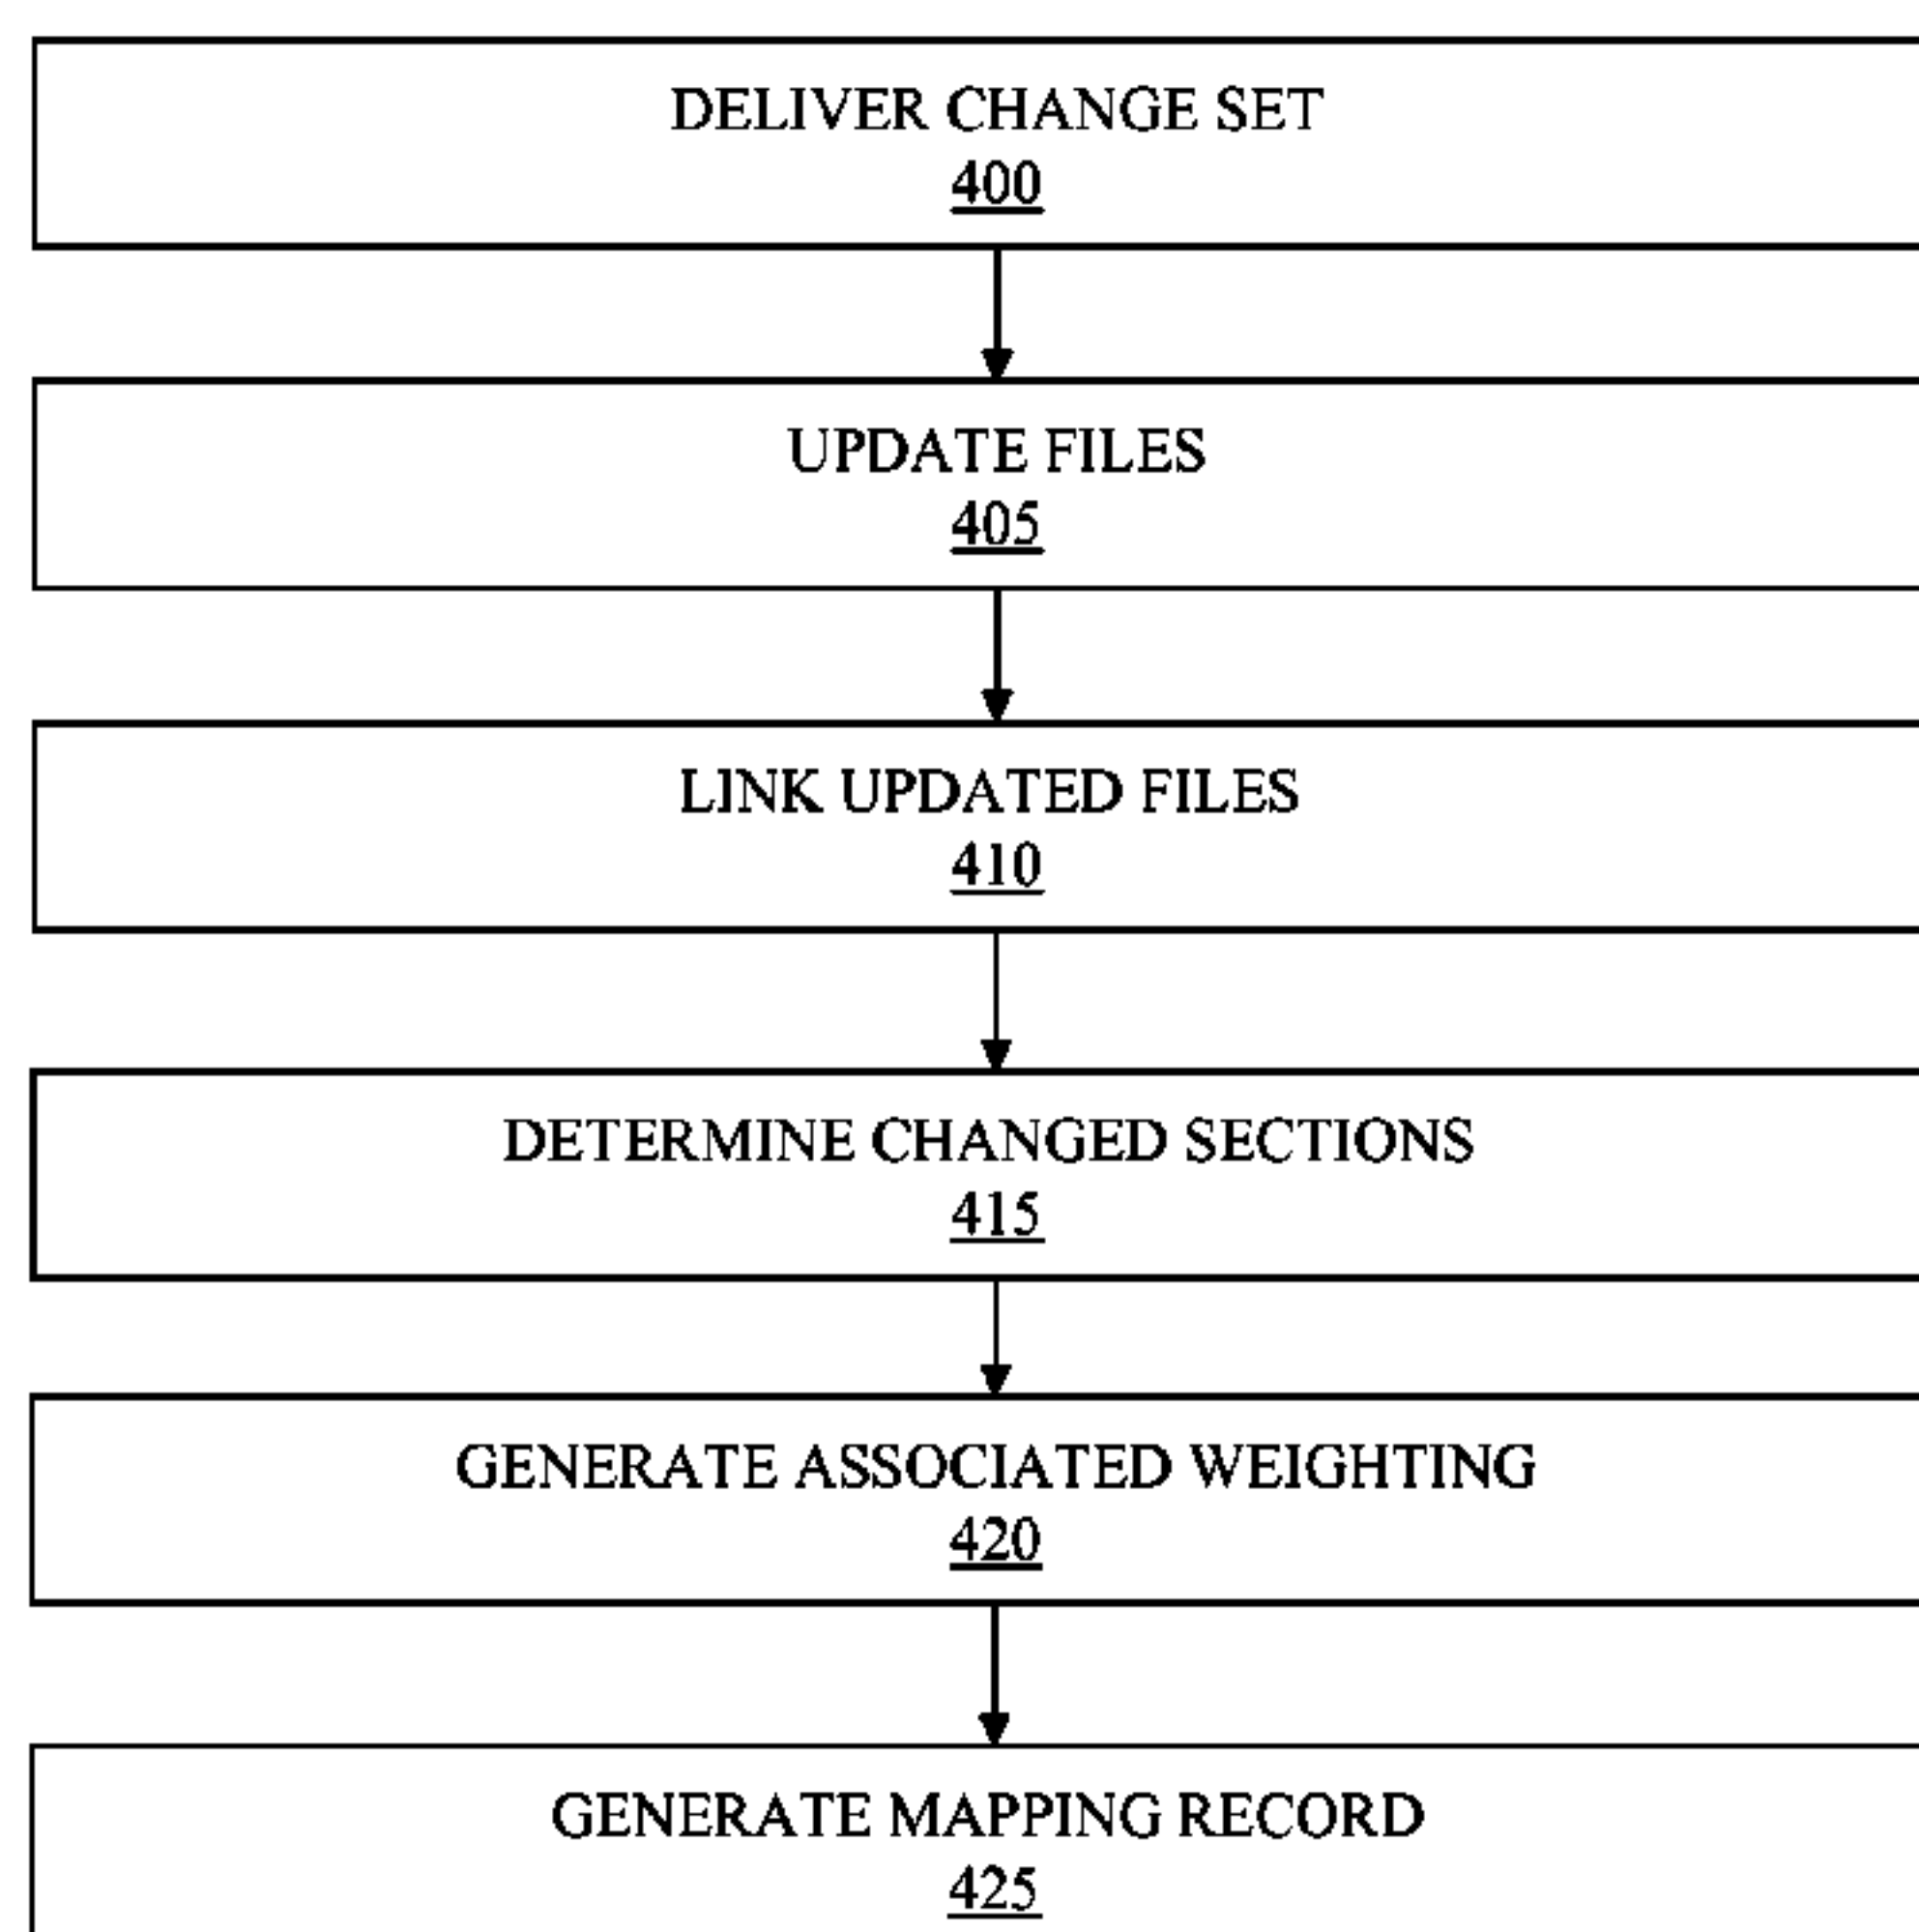 DELIVER CHANGE SET
400
UPDATE FILES
405
LINK UPDATED FILES
410
DETERMINE CHANGED SECTIONS
415
GENERATE ASSOCIATED WEIGHTING
420
GENERATE MAPPING RECORD
425